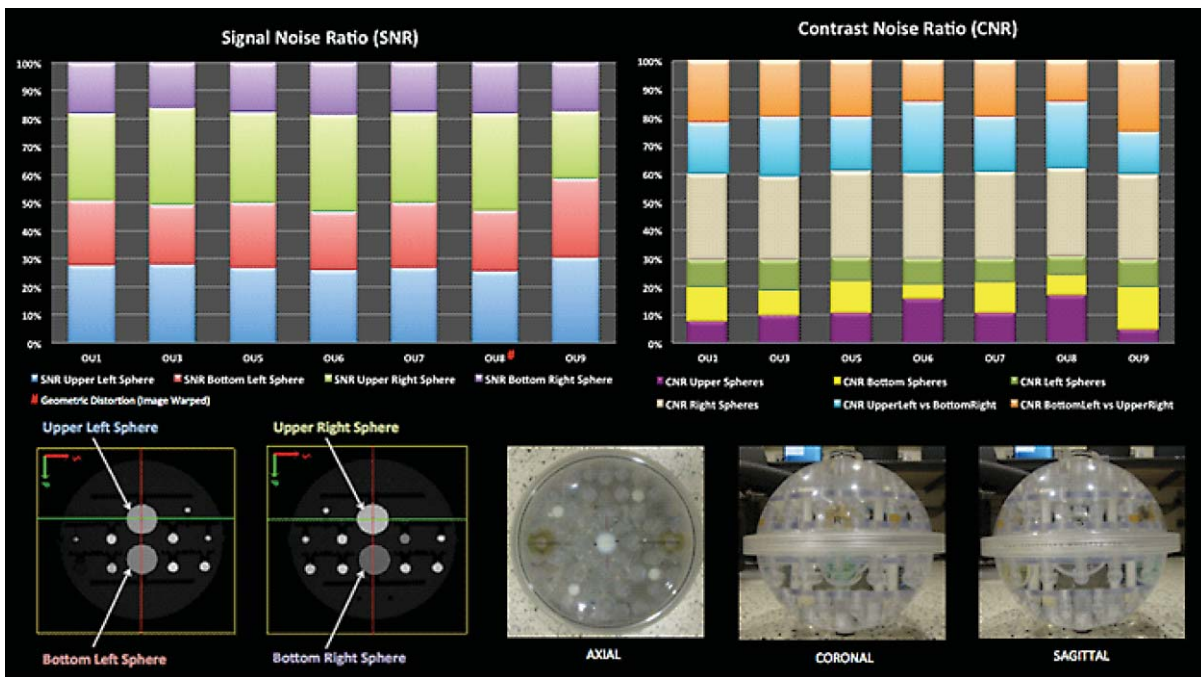 Signal Noise Ratio (SNR)
100%
90%
80%
70%
60%
50%
40%
30%
20%
10%
0%
OU1 OU3 OU5 OU6 OU7 OU8 # OU9
SNR Upper Left Sphere SNR Bottom Left Sphere SNR Upper Right Sphere SNR Bottom Right Sphere
# Geometric Distortion (Image Warped)
Contrast Noise Ratio (CNR)
100%
90%
80%
70%
60%
50%
40%
30%
20%
10%
0%
OU1 OU3 OU5 OU6 OU7 OU8 OU9
CNR Upper Spheres CNR Bottom Spheres CNR Left Spheres
CNR Right Spheres CNR UpperLeft vs BottomRight CNR BottomLeft vs UpperRight
Upper Left Sphere
Bottom Left Sphere
Upper Right Sphere
Bottom Right Sphere
AXIAL
CORONAL
SAGITTAL